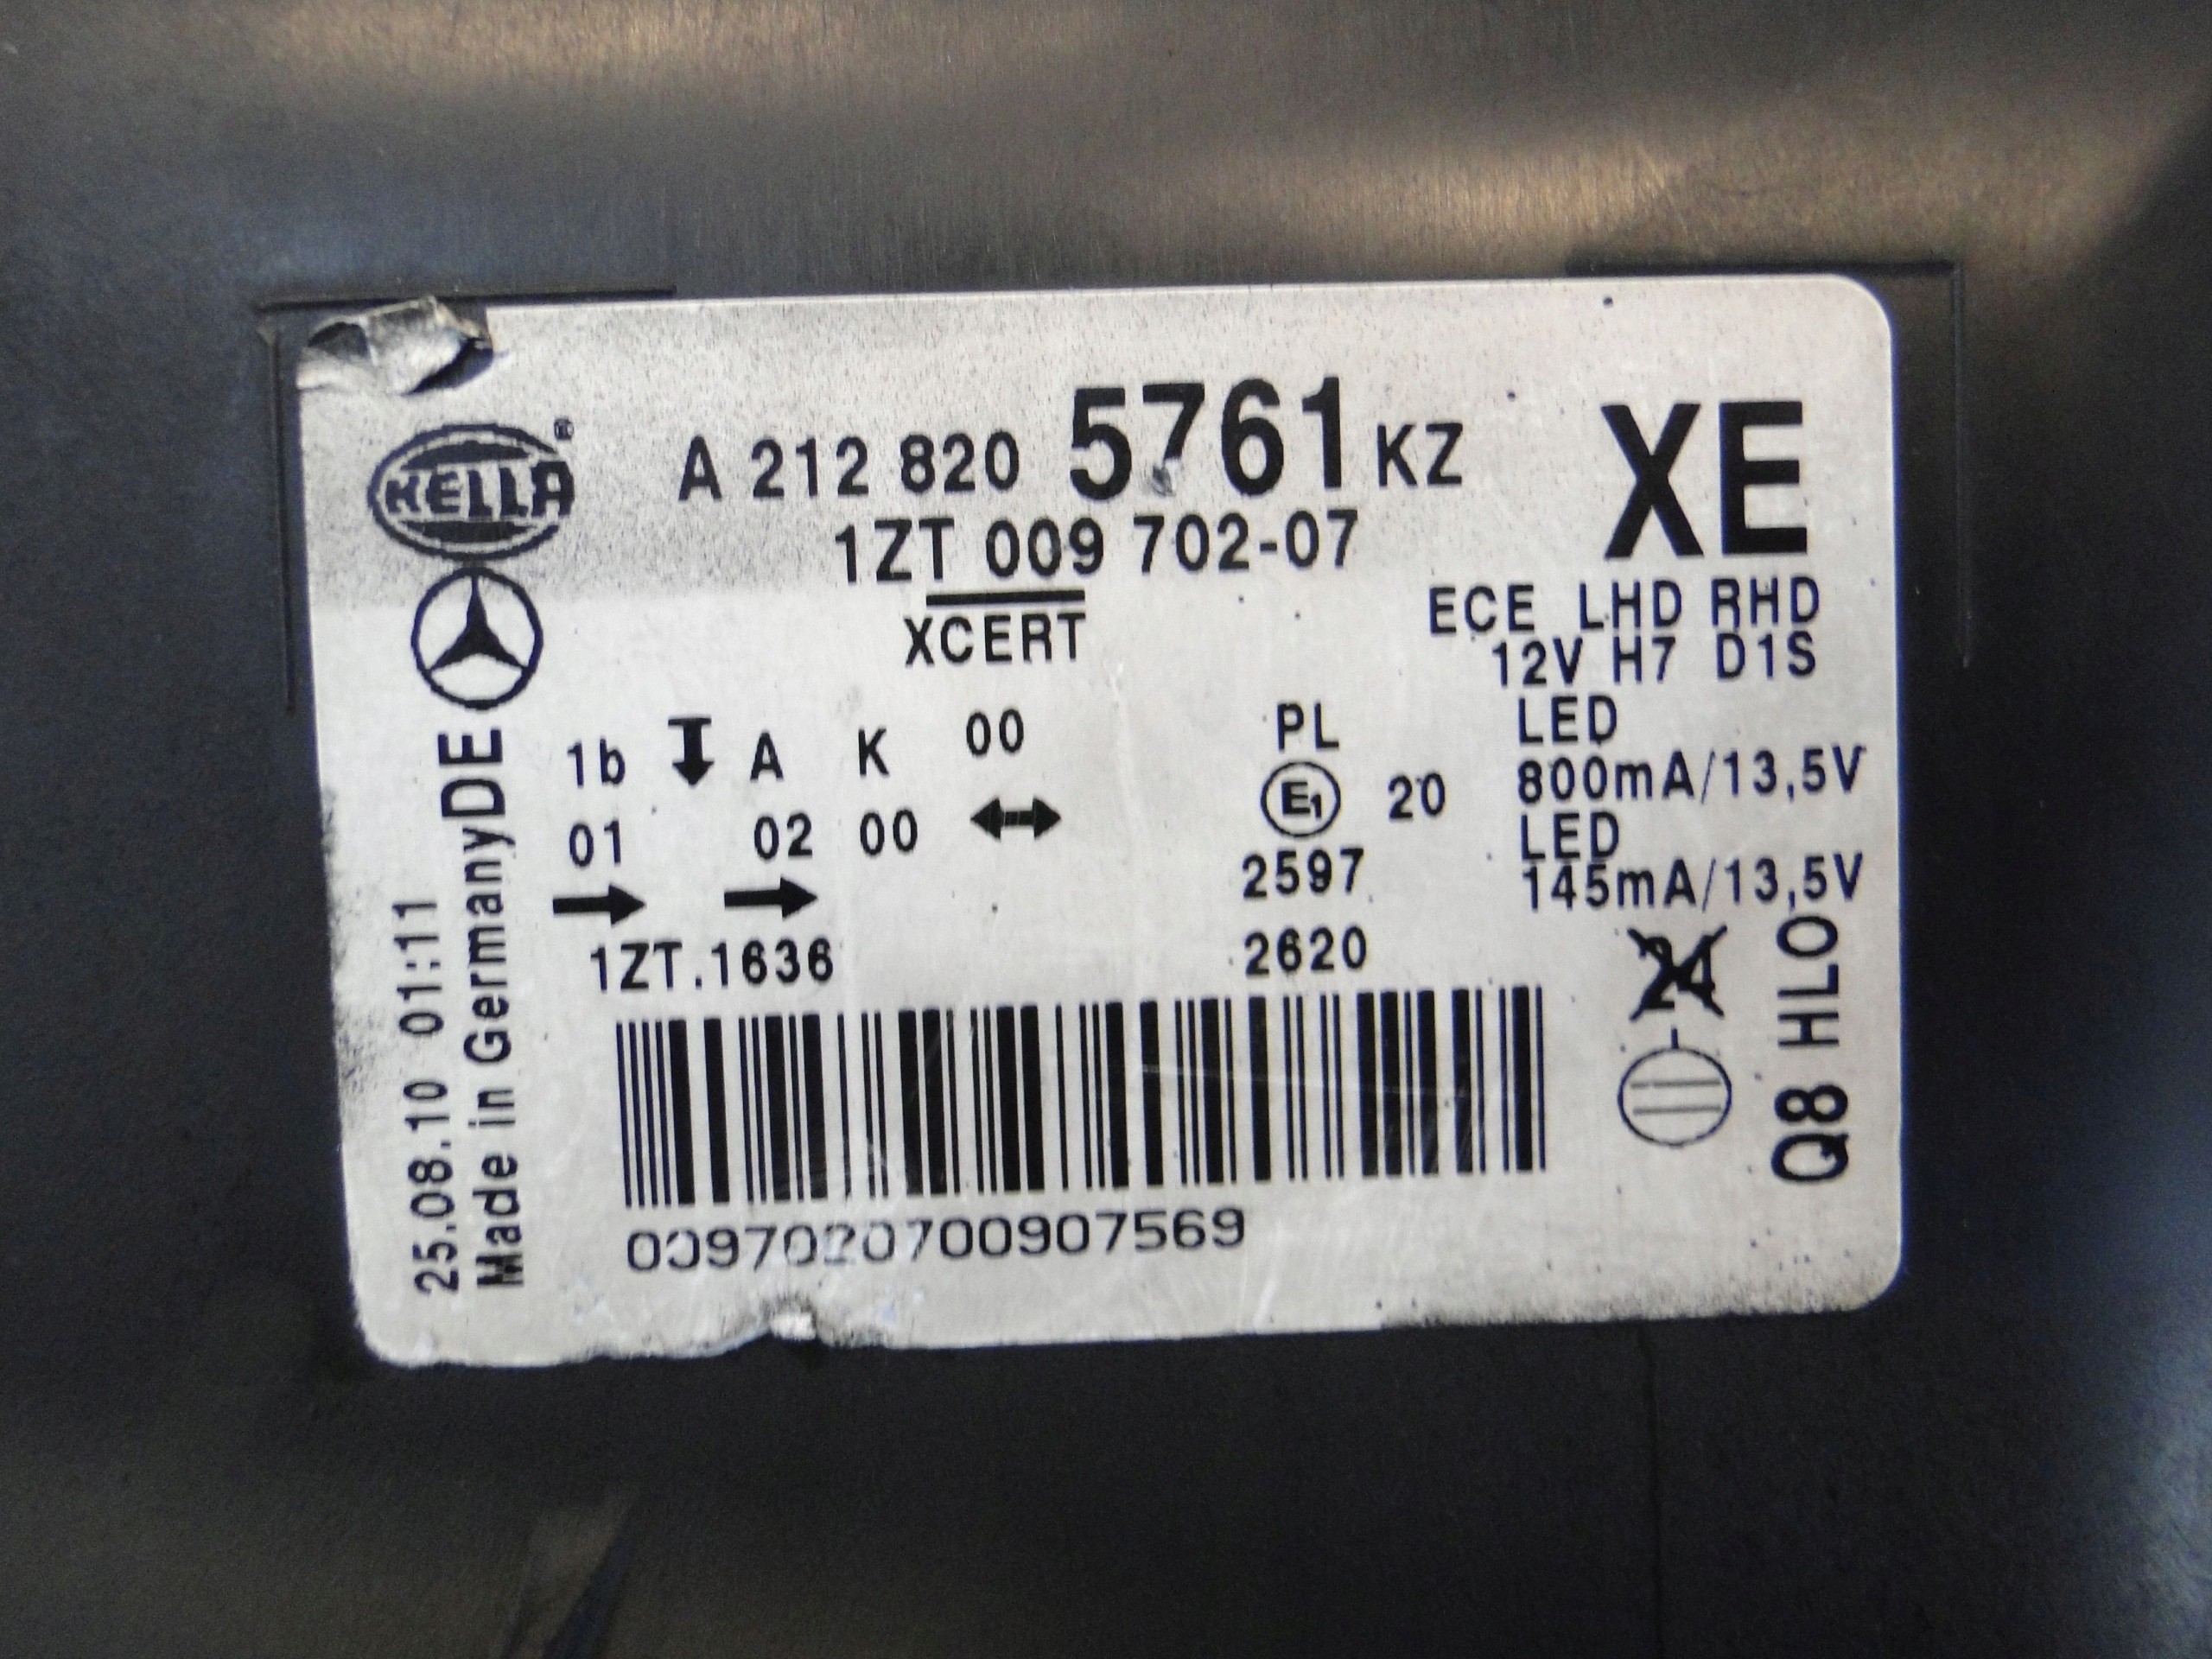 HELLA®
A 212 820 5761 KZ
XE
1ZT 009 702-07
XCERT
ECE LHD RHD
12V H7 D1S
LED
800mA/13,5V
LED
145mA/13,5V
1b A K 00
01 02 00
1ZT.1636
PL
E1 20
2597
2620
24
Q8 HLO
25.08.10 01:11
Made in Germany DE
0097020700907569